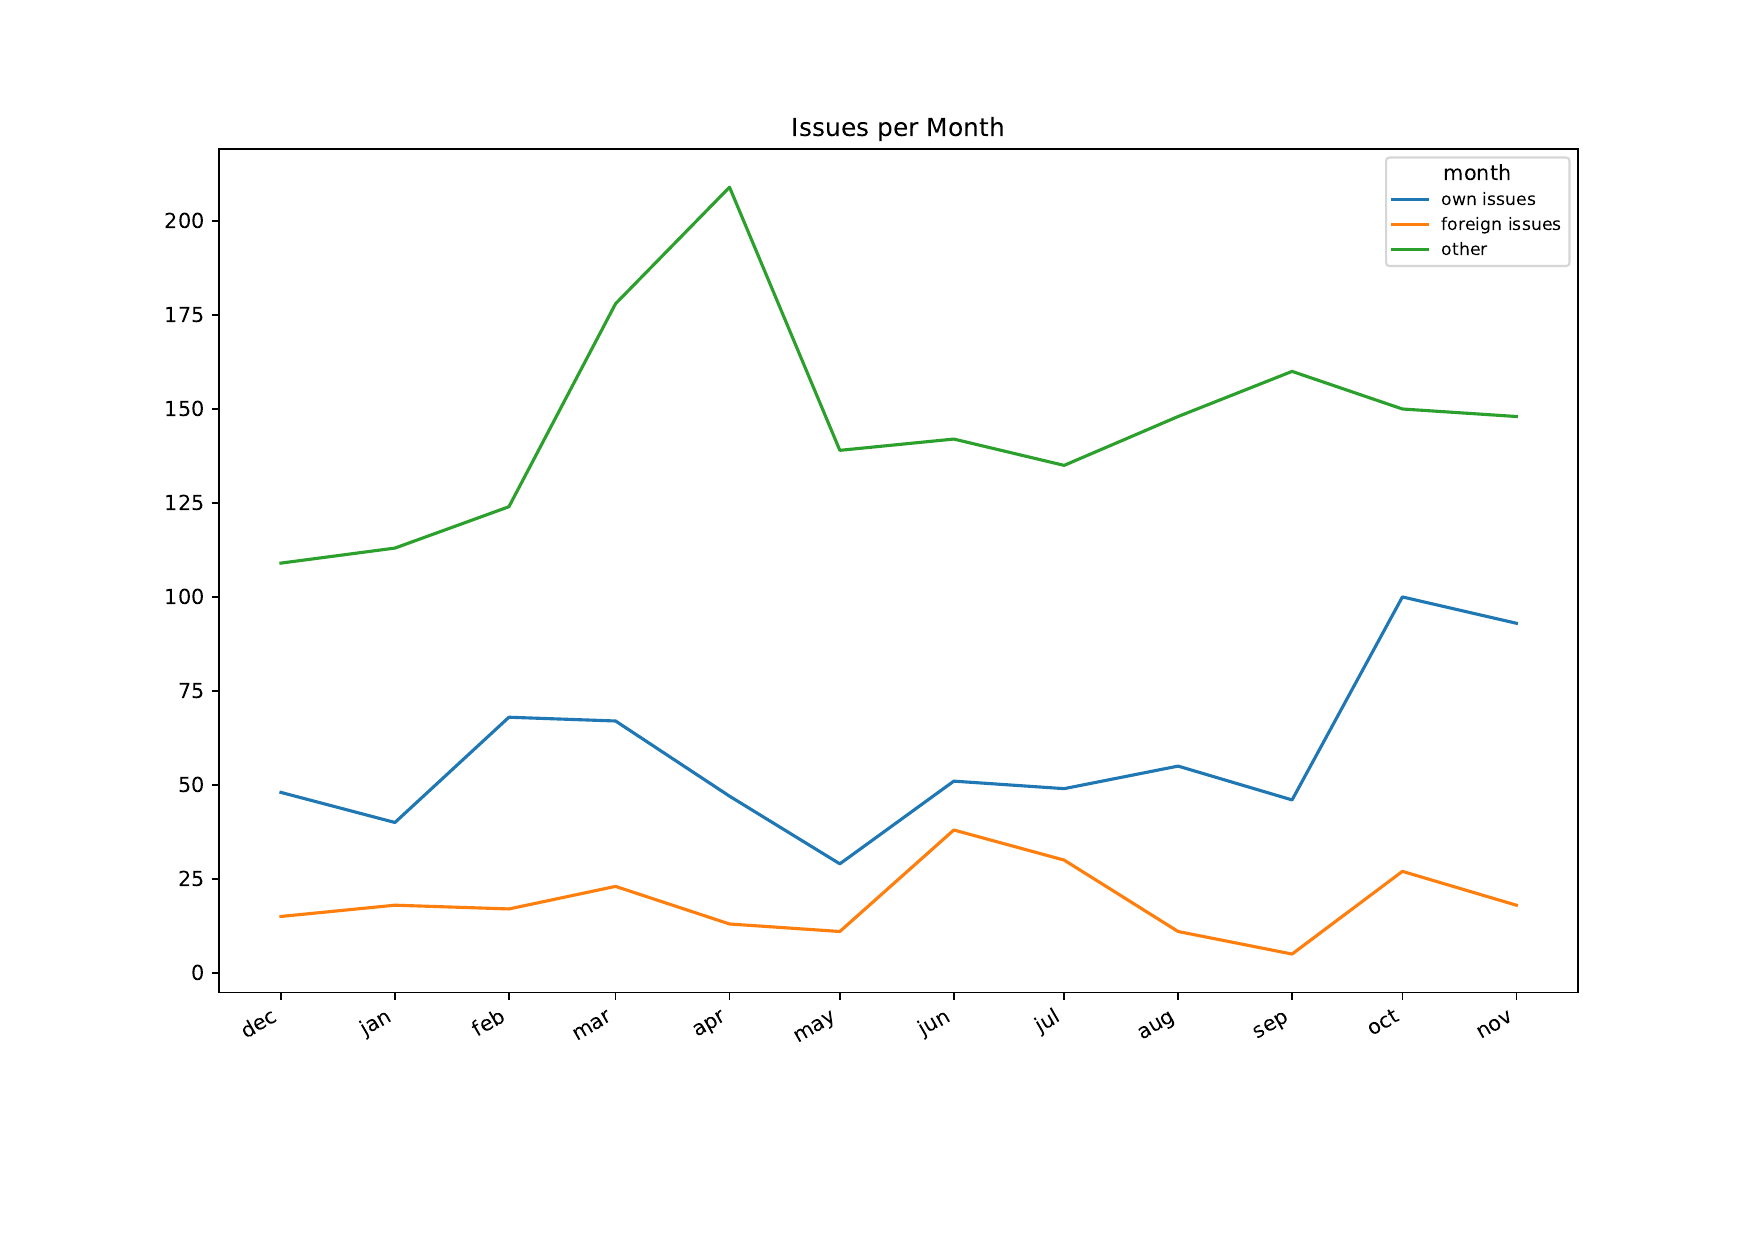 Issues per Month
month
own issues
foreign issues
other
200
175
150
125
100
75
50
25
0
dec jan feb mar apr may jun jul aug sep oct nov